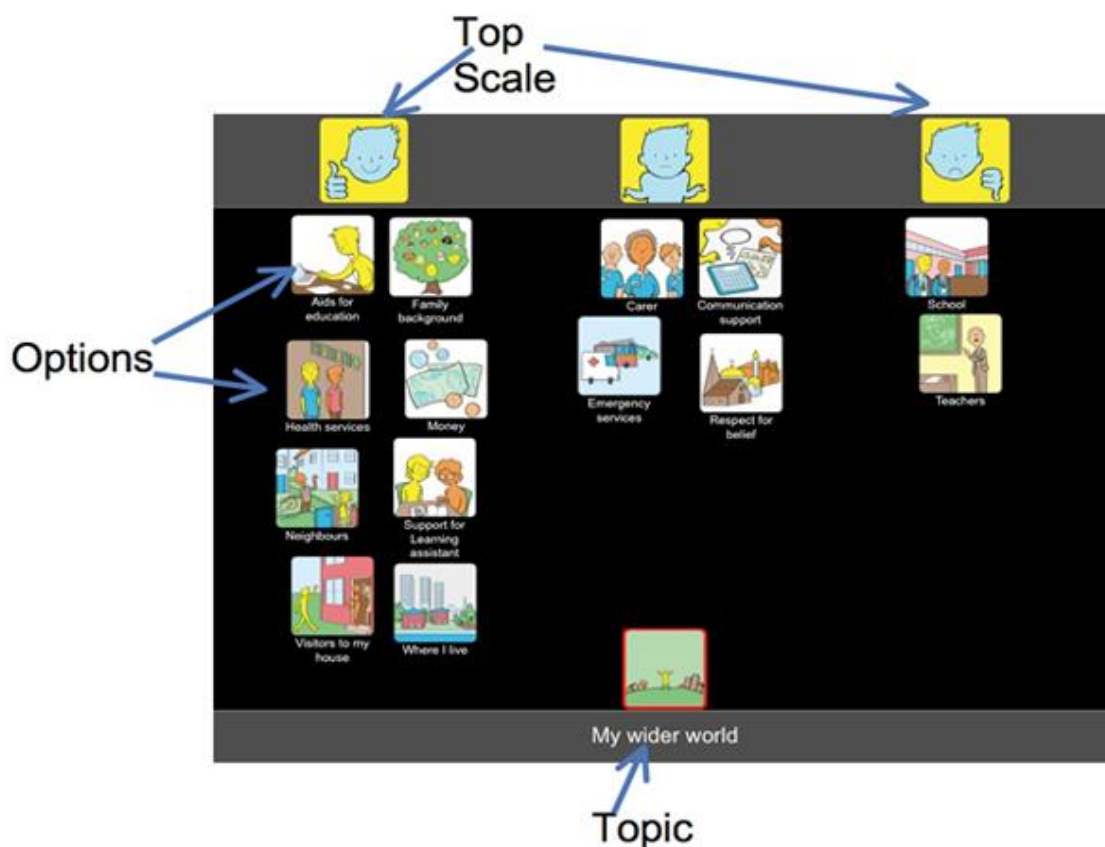 Top
Scale
Options
Aids for
education
Family
background
Carer
Communication
support
School
Health services
Money
Emergency
services
Respect for
belief
Teachers
Neighbours
Support for
Learning
assistant
Visitors to my
house
Where I live
My wider world
Topic